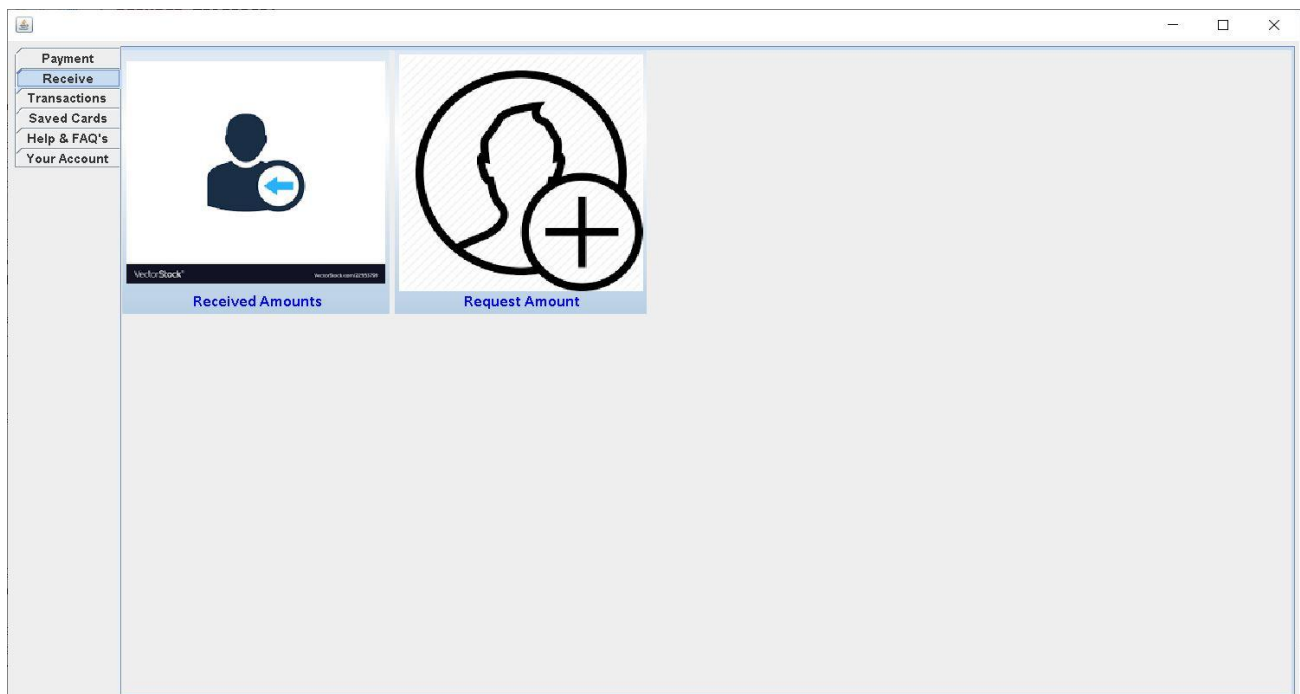 Payment
Receive
Transactions
Saved Cards
Help & FAQ's
Your Account
VectorStock®
Received Amounts
Request Amount